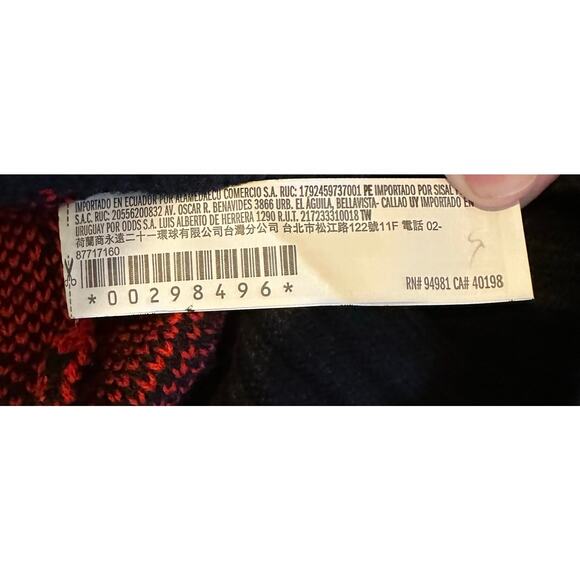 IMPORTADO EN ECUADOR POR ALAMEDAECU COMERCIO S.A. RUC: 1792459737001 PE IMPORTADO POR SISAL
S.A.C. RUC: 20556200832 AV. OSCAR R. BENAVIDES 3866 URB. EL AGUILA, BELLAVISTA- CALLAO UY IMPORTADO EN
URUGUAY POR ODDS S.A. LUIS ALBERTO DE HERRERA 1290 R.U.T. 217233310018 TW
荷蘭商永遠二十一環球有限公司台灣分公司 台北市松江路122號11F 電話 02-
87717160
*00298496*
RN# 94981 CA# 40198